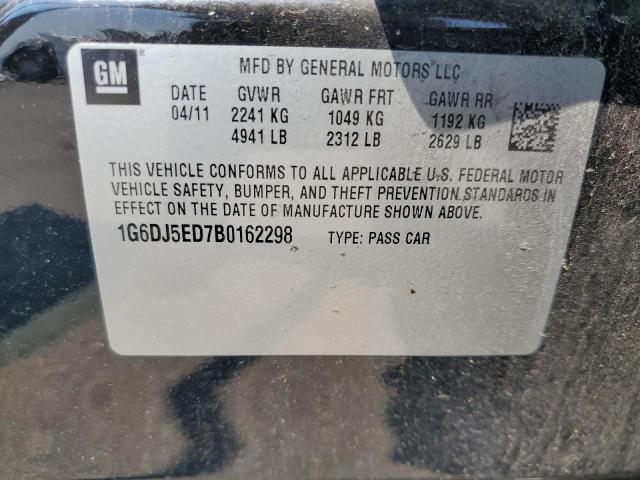 GM
MFD BY GENERAL MOTORS LLC
DATE GVWR GAWR FRT GAWR RR
04/11 2241 KG 1049 KG 1192 KG
4941 LB 2312 LB 2629 LB
THIS VEHICLE CONFORMS TO ALL APPLICABLE U.S. FEDERAL MOTOR
VEHICLE SAFETY, BUMPER, AND THEFT PREVENTION STANDARDS IN
EFFECT ON THE DATE OF MANUFACTURE SHOWN ABOVE.
1G6DJ5ED7B0162298 TYPE: PASS CAR